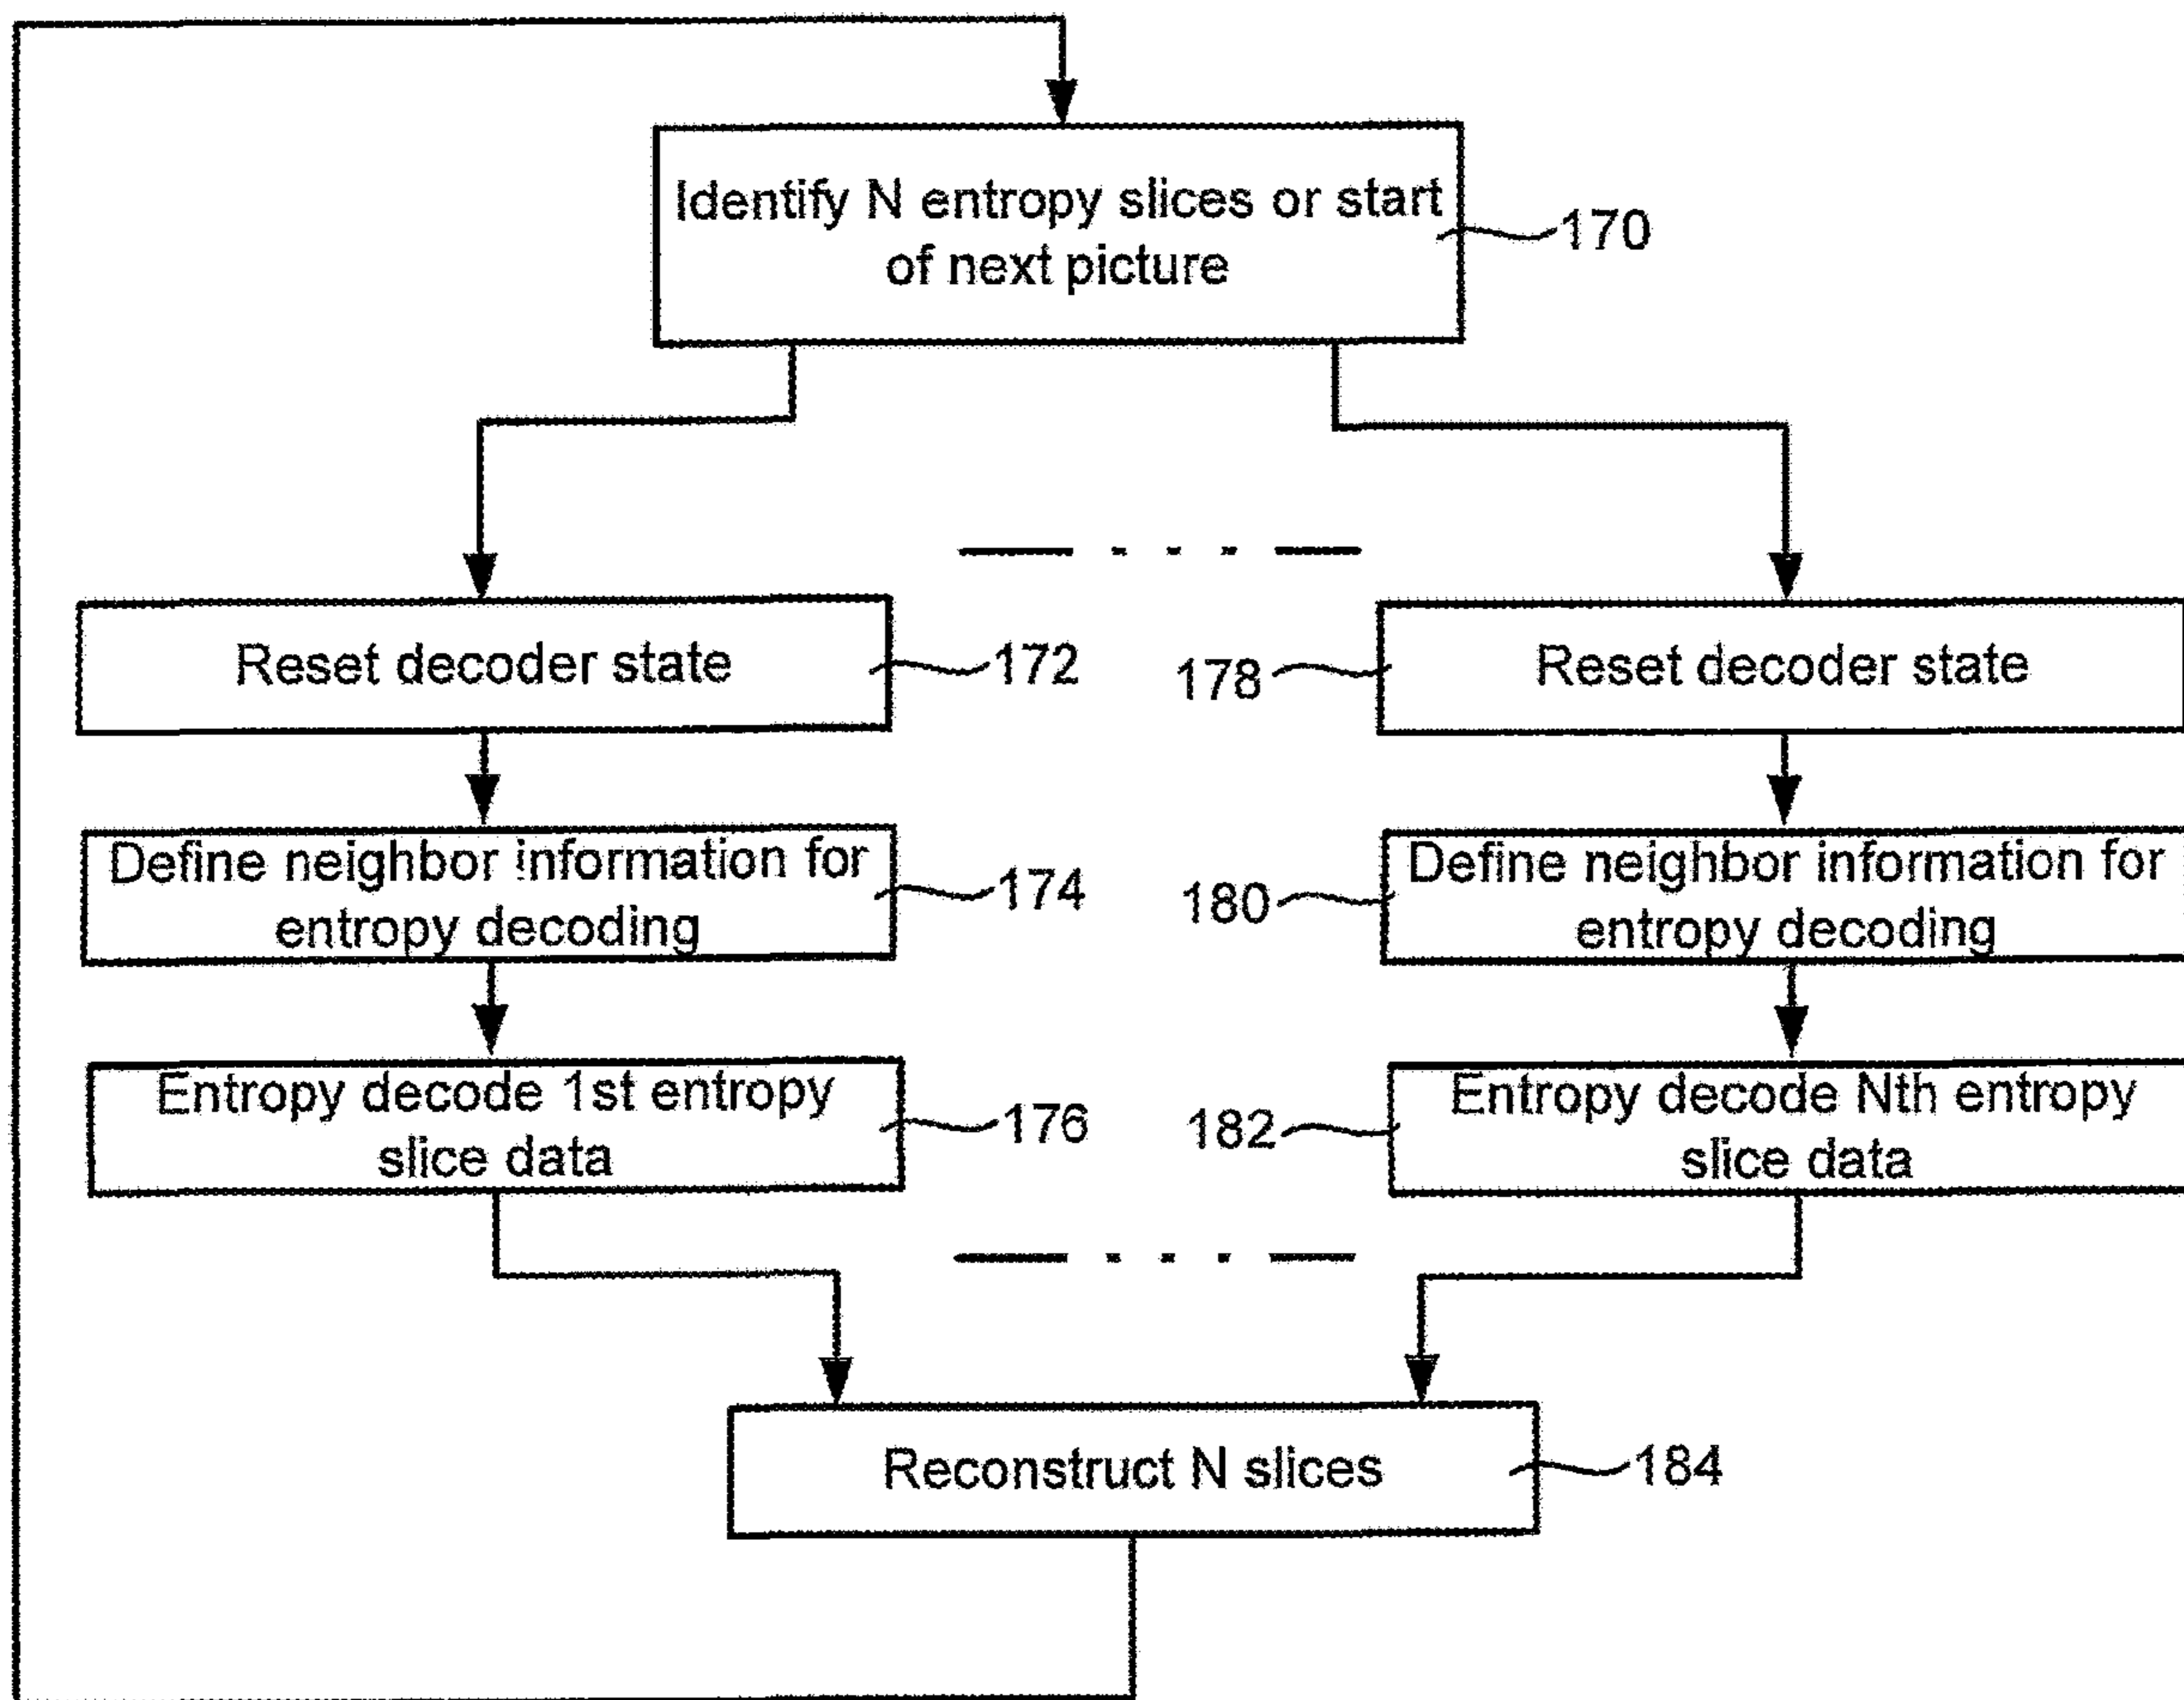 Identify N entropy slices or start
of next picture
170
Reset decoder state
172
178
Reset decoder state
Define neighbor information for
entropy decoding
174
180
Define neighbor information for
entropy decoding
Entropy decode 1st entropy
slice data
176
182
Entropy decode Nth entropy
slice data
Reconstruct N slices
184